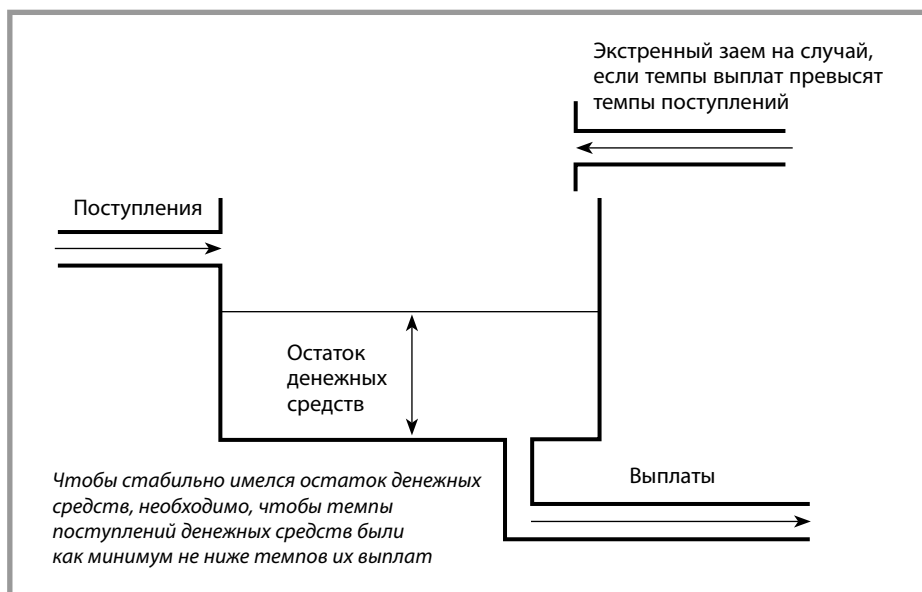 Экстренный заем на случай,
если темпы выплат превысят
темпы поступлений
Поступления
Остаток
денежных
средств
Выплаты
Чтобы стабильно имелся остаток денежных
средств, необходимо, чтобы темпы
поступлений денежных средств были
как минимум не ниже темпов их выплат